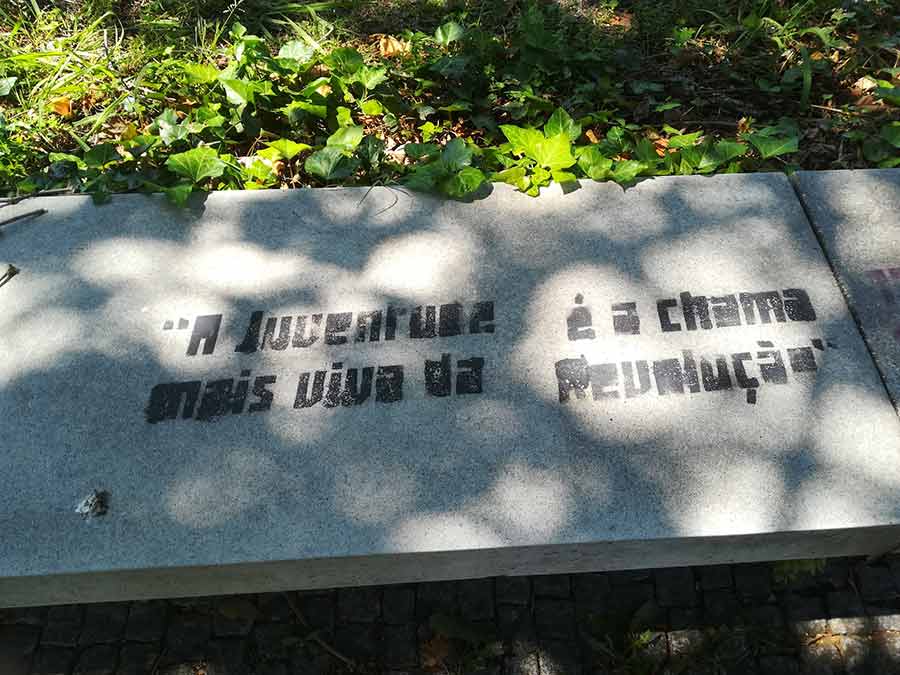 "A Juventude é a chama
mais viva da Revolução"